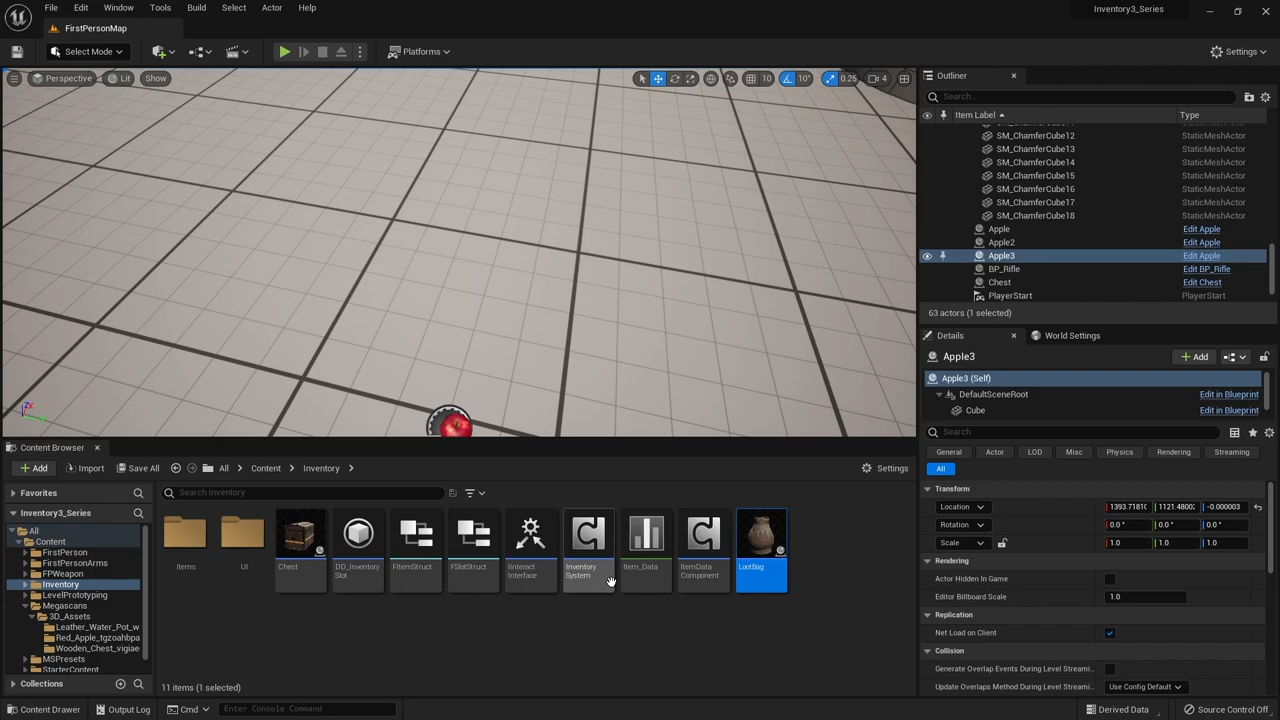 File Edit Window Tools Build Select Actor Help
Inventory3_Series
FirstPersonMap
Select Mode
Platforms
Settings
Perspective Lit Show
10 10° 0.25 4
Outliner
Search...
Item Label Type
SM_ChamferCube12 StaticMeshActor
SM_ChamferCube13 StaticMeshActor
SM_ChamferCube14 StaticMeshActor
SM_ChamferCube15 StaticMeshActor
SM_ChamferCube16 StaticMeshActor
SM_ChamferCube17 StaticMeshActor
SM_ChamferCube18 StaticMeshActor
Apple Edit Apple
Apple2 Edit Apple
Apple3 Edit Apple
BP_Rifle Edit BP_Rifle
Chest Edit Chest
PlayerStart PlayerStart
63 actors (1 selected)
Details World Settings
Apple3
Add
Apple3 (Self)
DefaultSceneRoot Edit in Blueprint
Cube Edit in Blueprint
Search
General Actor LOD Misc Physics Rendering Streaming
All
Transform
Location 1393.7181( 1121.4800; -0.000003
Rotation 0.0 ° 0.0 ° 0.0 °
Scale 1.0 1.0 1.0
Rendering
Actor Hidden In Game
Editor Billboard Scale 1.0
Replication
Net Load on Client
Collision
Generate Overlap Events During Level Streami...
Update Overlaps Method During Level Streami... Use Config Default
Content Browser
Add Import Save All All Content Inventory Settings
Favorites
Search Inventory
Inventory3_Series
All
Content
FirstPerson
FirstPersonArms
FPWeapon
Inventory
LevelPrototyping
Megascans
3D_Assets
Leather_Water_Pot_w
Red_Apple_tgzoahbpa
Wooden_Chest_vigiae
MSPresets
StarterContent
Collections
Items
UI
Chest
DD_Inventory
Slot
FItemStruct
FSlotStruct
IInteract
Interface
Inventory
System
Item_Data
ItemData
Component
LootBag
11 items (1 selected)
Content Drawer Output Log Cmd Enter Console Command Derived Data Source Control Off